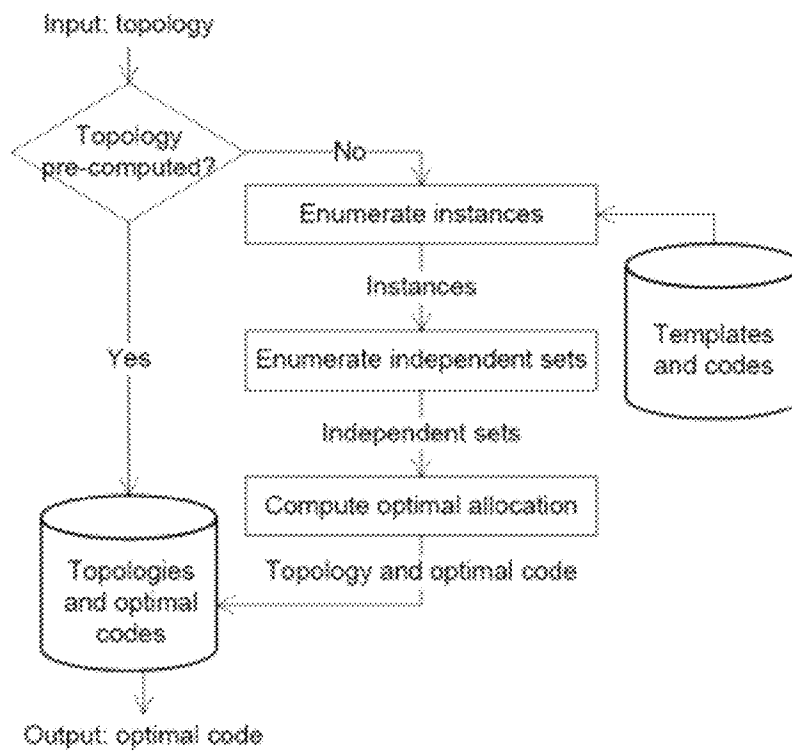 Input: topology
Topology
pre-computed?
No
Enumerate instances
Instances
Templates
and codes
Yes
Enumerate independent sets
Independent sets
Compute optimal allocation
Topology and optimal code
Topologies
and optimal
codes
Output: optimal code